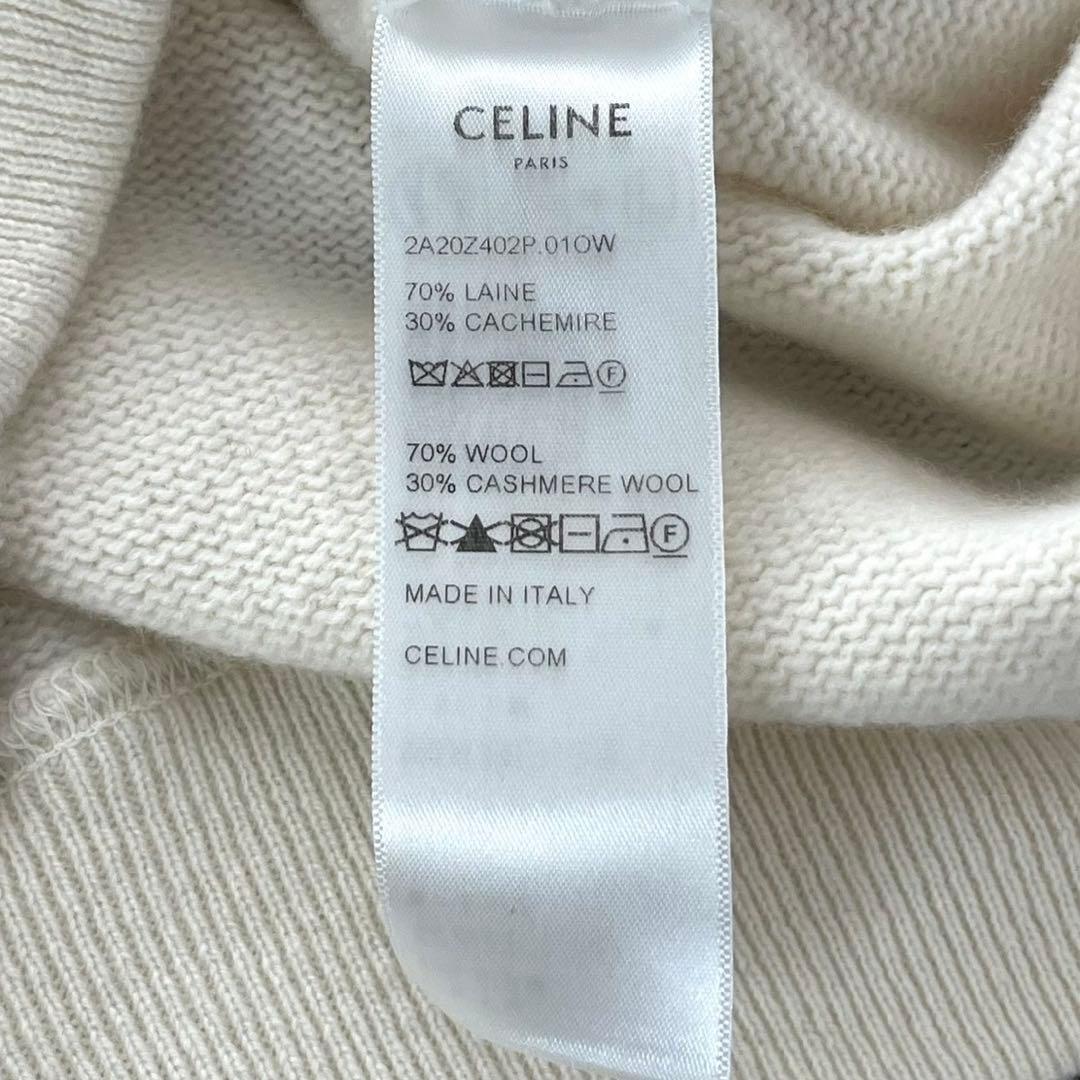 CELINE
PARIS
2A20Z402P.01OW
70% LAINE
30% CACHEMIRE
F
70% WOOL
30% CASHMERE WOOL
F
MADE IN ITALY
CELINE.COM